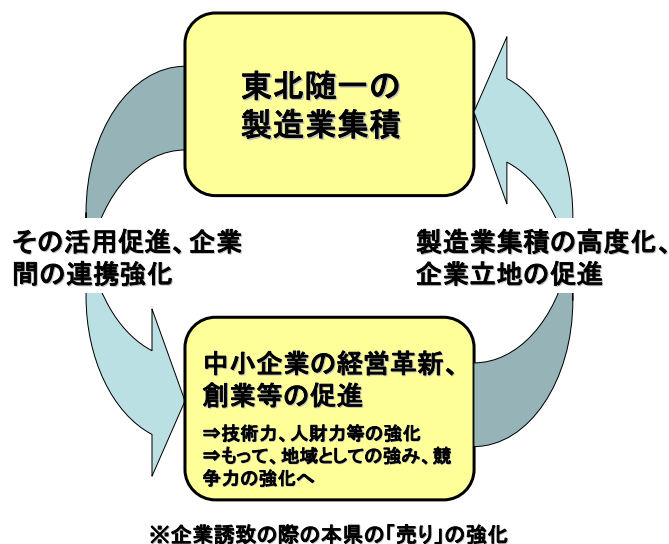 東北随一の
製造業集積
その活用促進、企業
間の連携強化
製造業集積の高度化、
企業立地の促進
中小企業の経営革新、
創業等の促進
⇒技術力、人財力等の強化
⇒もって、地域としての強み、競
争力の強化へ
※企業誘致の際の本県の「売り」の強化